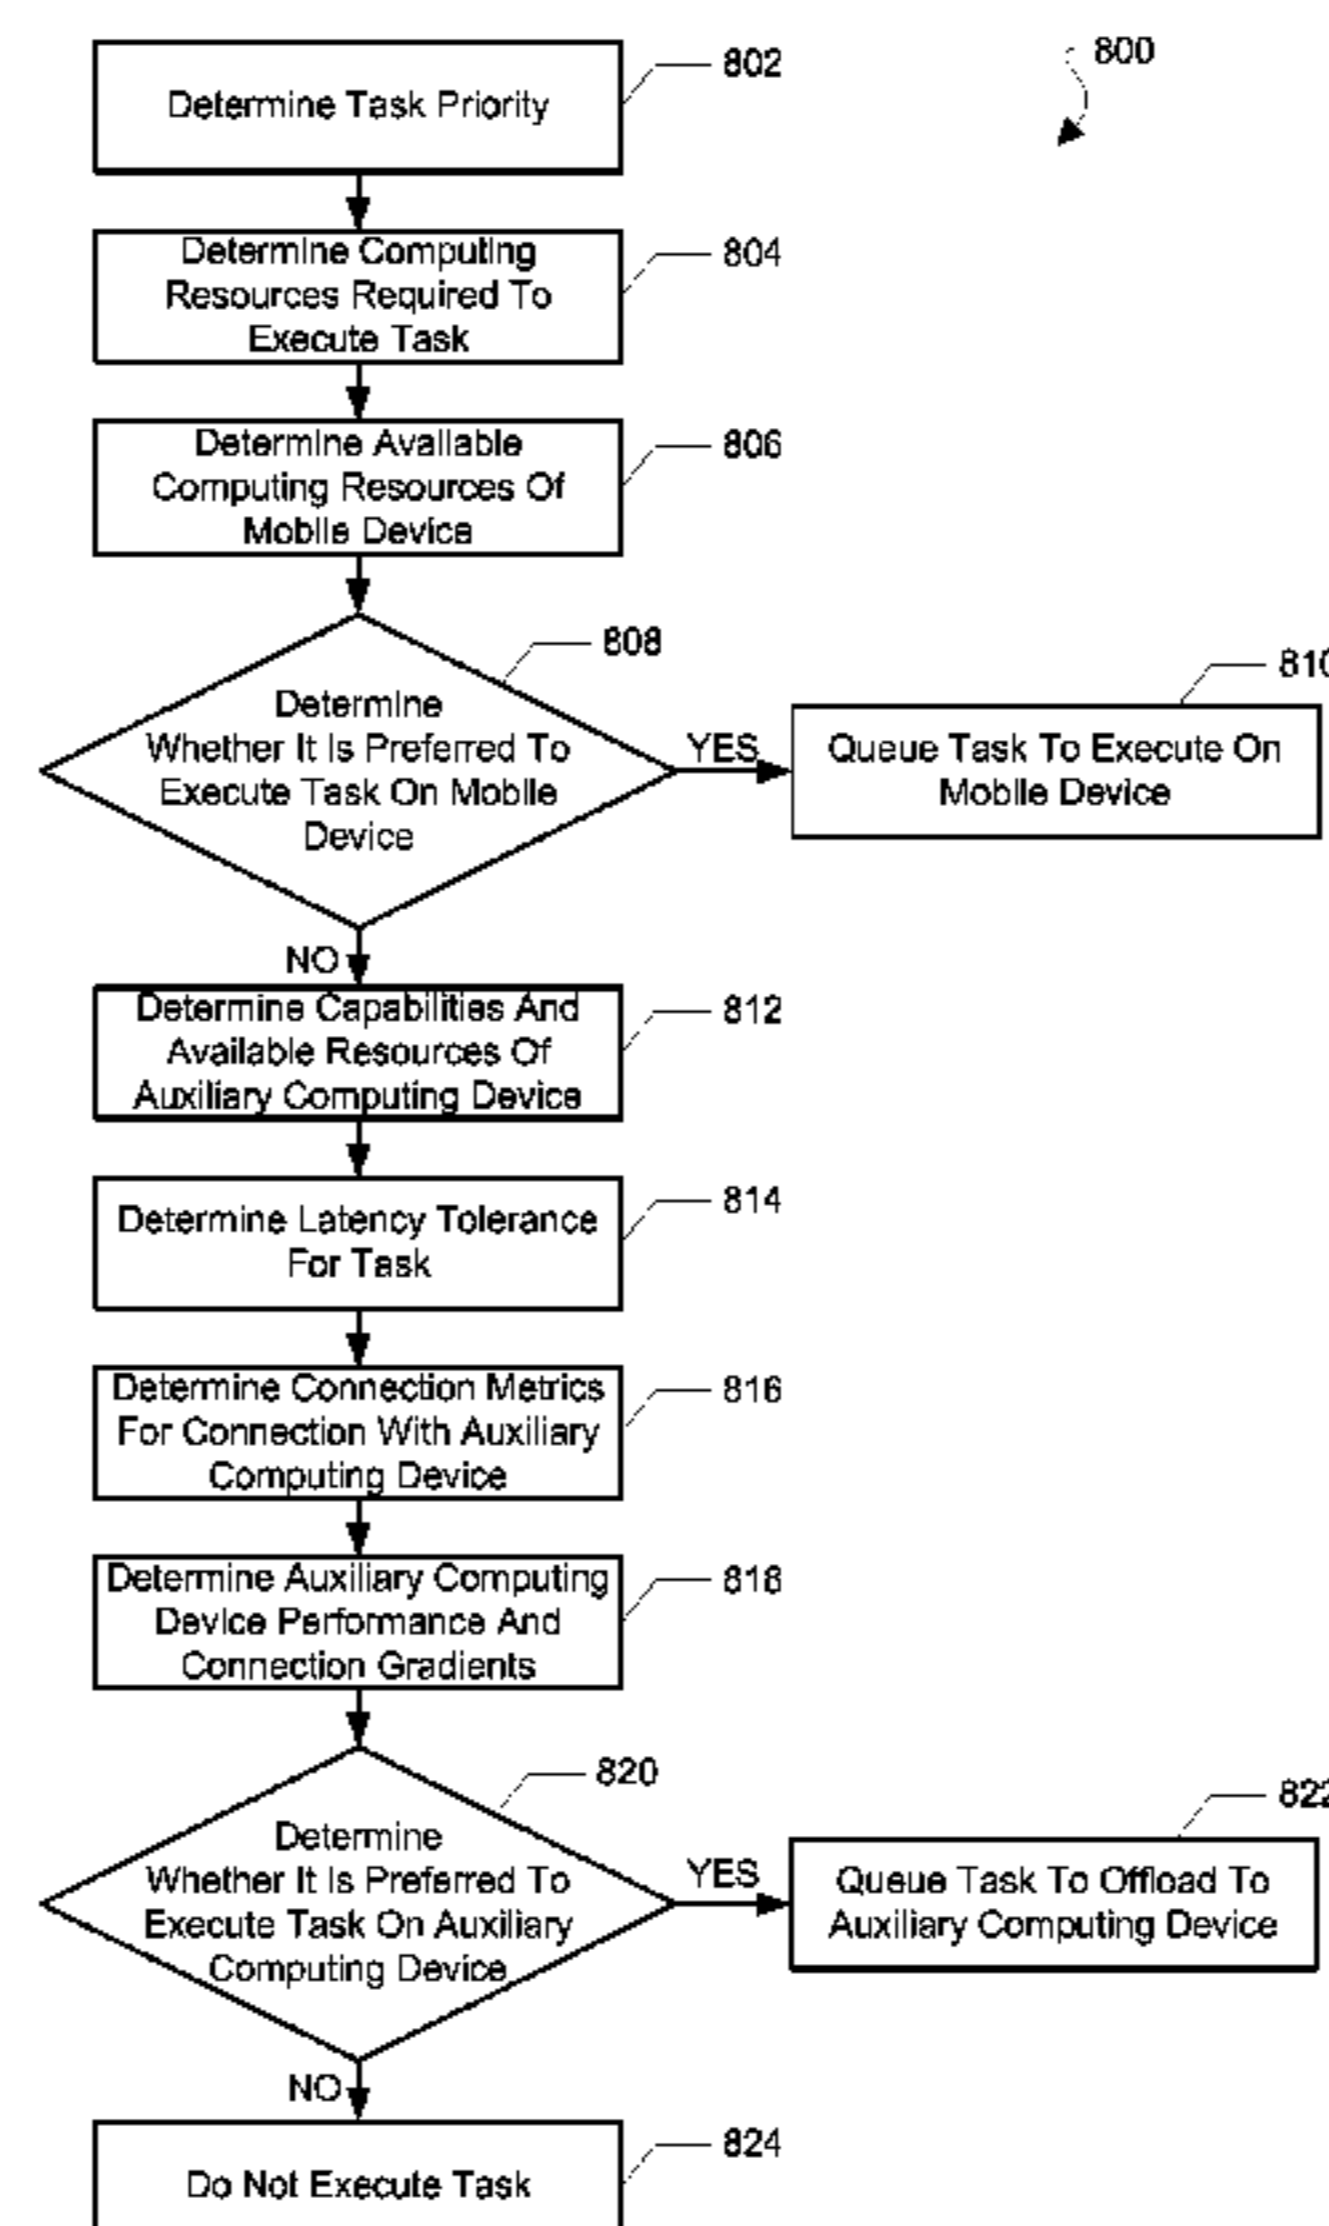 802
800
Determine Task Priority
804
Determine Computing
Resources Required To
Execute Task
806
Determine Available
Computing Resources Of
Mobile Device
808
Determine
Whether It Is Preferred To
Execute Task On Mobile
Device
YES
810
Queue Task To Execute On
Mobile Device
NO
812
Determine Capabilities And
Available Resources Of
Auxiliary Computing Device
814
Determine Latency Tolerance
For Task
816
Determine Connection Metrics
For Connection With Auxiliary
Computing Device
818
Determine Auxiliary Computing
Device Performance And
Connection Gradients
820
Determine
Whether It Is Preferred To
Execute Task On Auxiliary
Computing Device
YES
822
Queue Task To Offload To
Auxiliary Computing Device
NO
824
Do Not Execute Task